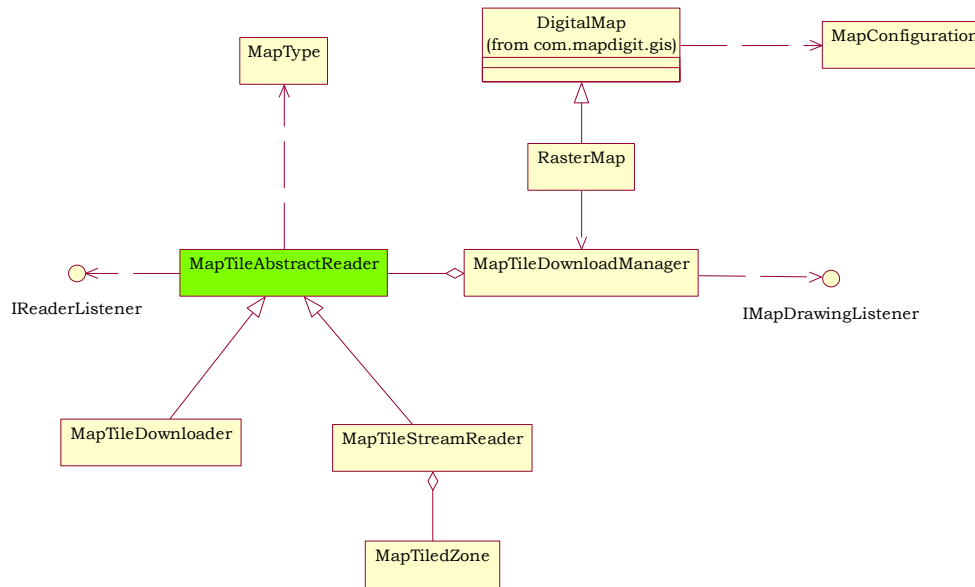 DigitalMap
(from com.mapdigit.gis)
MapConfiguration
MapType
RasterMap
MapTileAbstractReader
MapTileDownloadManager
IReaderListener
IMapDrawingListener
MapTileDownloader
MapTileStreamReader
MapTiledZone